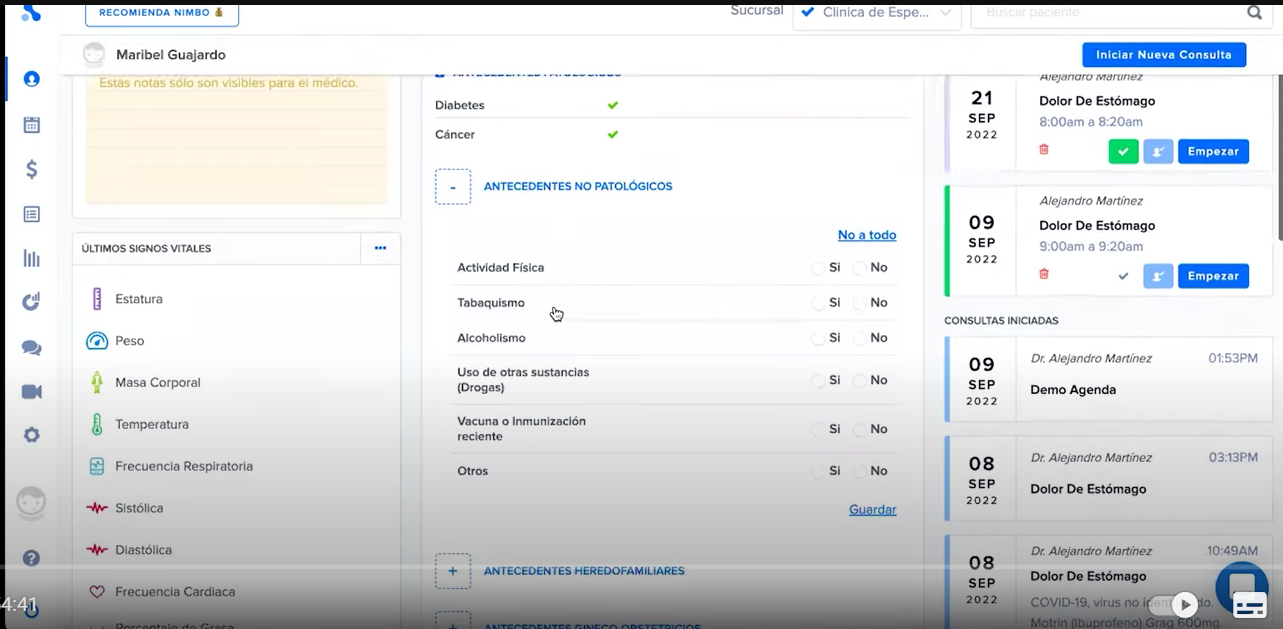 RECOMIENDA NIMBO
Sucursal
Clinica de Espe...
Buscar paciente
Maribel Guajardo
Iniciar Nueva Consulta
Estas notas sólo son visibles para el médico.
ÚLTIMOS SIGNOS VITALES
Estatura
Peso
Masa Corporal
Temperatura
Frecuencia Respiratoria
Sistólica
Diastólica
Frecuencia Cardiaca
Porcentaje de Grasa
4:41
ANTECEDENTES PATOLÓGICOS
Diabetes
Cáncer
- ANTECEDENTES NO PATOLÓGICOS
No a todo
Actividad Física Si No
Tabaquismo Si No
Alcoholismo Si No
Uso de otras sustancias
(Drogas) Si No
Vacuna o Inmunización
reciente Si No
Otros Si No
Guardar
+ ANTECEDENTES HEREDOFAMILIARES
+ ANTECEDENTES GINECO-OBSTETRICIOS
Alejandro Martínez
21 SEP 2022
Dolor De Estómago
8:00am a 8:20am
Empezar
Alejandro Martínez
09 SEP 2022
Dolor De Estómago
9:00am a 9:20am
Empezar
CONSULTAS INICIADAS
09 SEP 2022
Dr. Alejandro Martínez 01:53PM
Demo Agenda
08 SEP 2022
Dr. Alejandro Martínez 03:13PM
Dolor De Estómago
08 SEP 2022
Dr. Alejandro Martínez 10:49AM
Dolor De Estómago
COVID-19, virus no
Motrin (Ibuprofeno) Grag 600mg